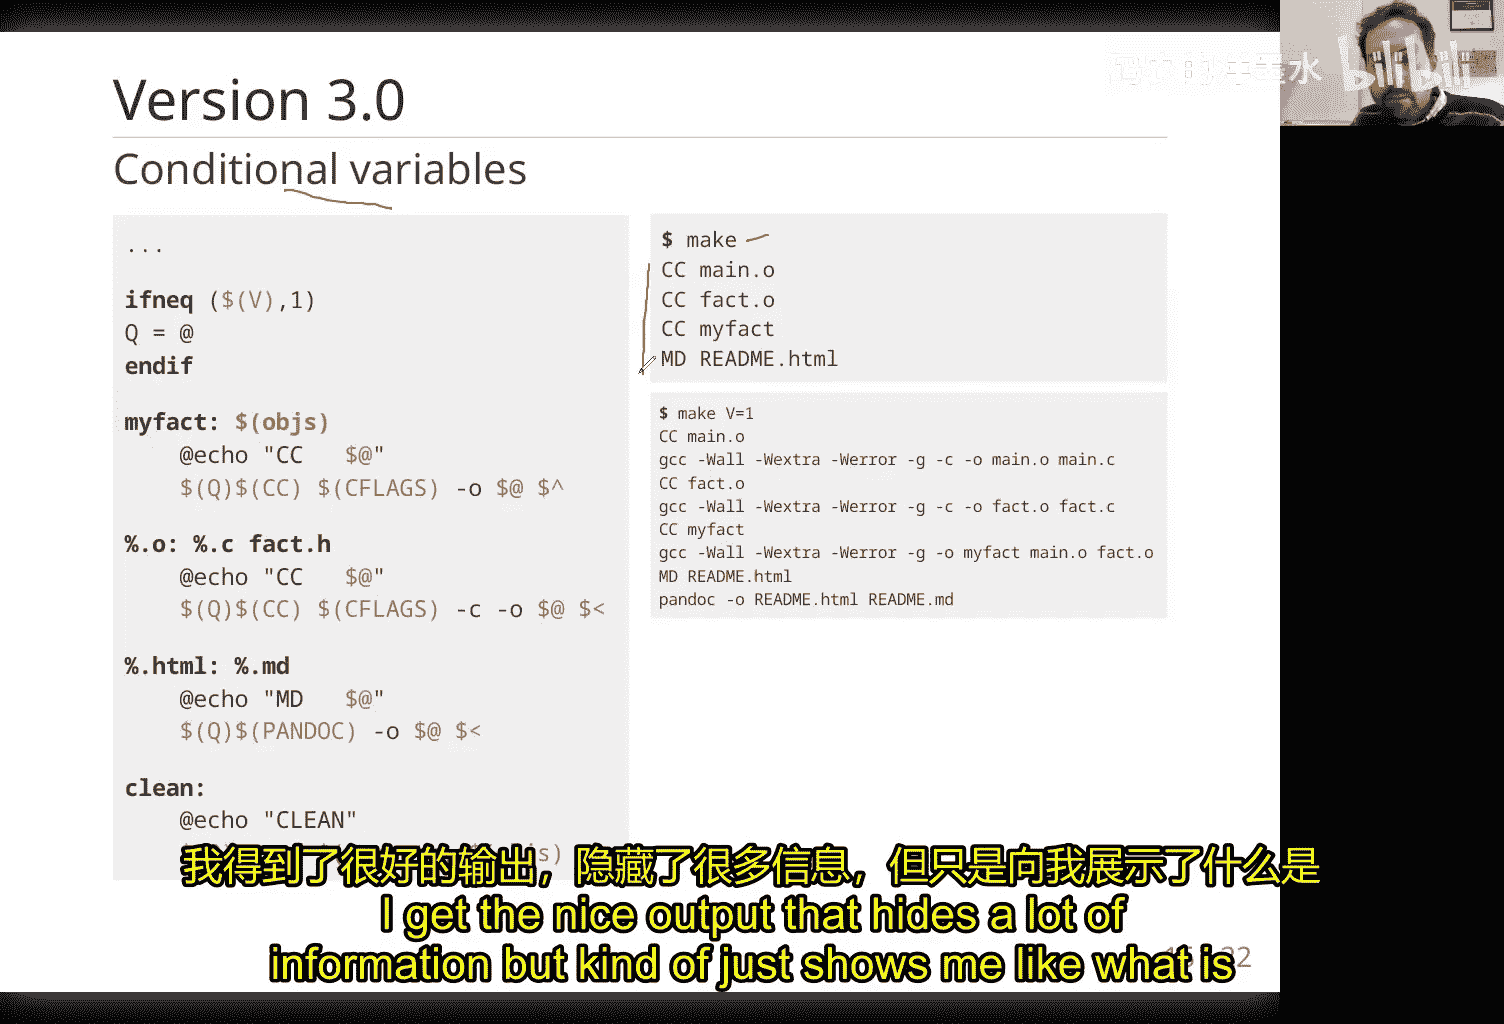 Version 3.0
Conditional variables
...
ifneq ($(V),1)
Q = @
endif
myfact: $(objs)
    @echo "CC   $@"
    $(Q)$(CC) $(CFLAGS) -o $@ $^
%.o: %.c fact.h
    @echo "CC   $@"
    $(Q)$(CC) $(CFLAGS) -c -o $@ $<
%.html: %.md
    @echo "MD   $@"
    $(Q)$(PANDOC) -o $@ $<
clean:
    @echo "CLEAN"
$ make
CC main.o
CC fact.o
CC myfact
MD README.html
$ make V=1
CC main.o
gcc -Wall -Wextra -Werror -g -c -o main.o main.c
CC fact.o
gcc -Wall -Wextra -Werror -g -c -o fact.o fact.c
CC myfact
gcc -Wall -Wextra -Werror -g -o myfact main.o fact.o
MD README.html
pandoc -o README.html README.md
bilibili
我得到了很好的输出，隐藏了很多信息，但只是向我展示了什么是
I get the nice output that hides a lot of
information but kind of just shows me like what is